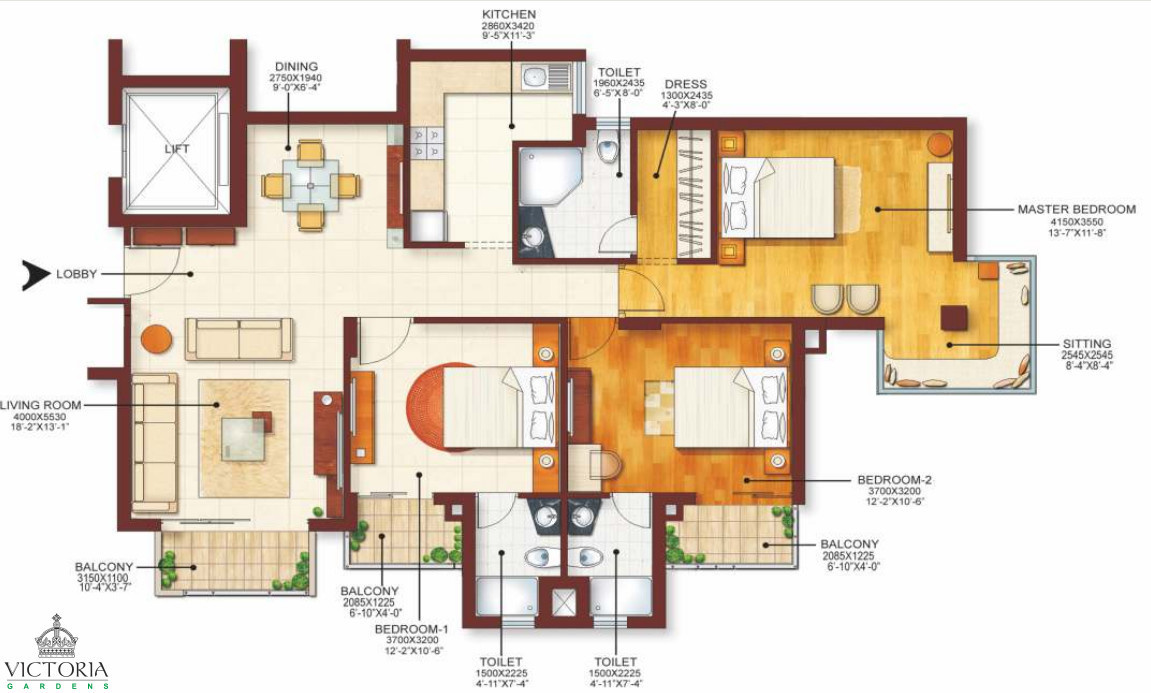 KITCHEN
2860X3420
9'-5"X11'-3"
DINING
2750X1940
9'-0"X6'-4"
TOILET
1960X2435
6'-5"X8'-0"
DRESS
1300X2435
4'-3"X8'-0"
LIFT
MASTER BEDROOM
4150X3550
13'-7"X11'-8"
LOBBY
SITTING
2545X2545
8'-4"X8'-4"
LIVING ROOM
4000X5530
18'-2"X13'-1"
BEDROOM-2
3700X3200
12'-2"X10'-6"
BALCONY
2085X1225
6'-10"X4'-0"
BALCONY
3150X1100
10'-4"X3'-7"
BALCONY
2085X1225
6'-10"X4'-0"
BEDROOM-1
3700X3200
12'-2"X10'-6"
TOILET
1500X2225
4'-11"X7'-4"
TOILET
1500X2225
4'-11"X7'-4"
VICTORIA
GARDENS